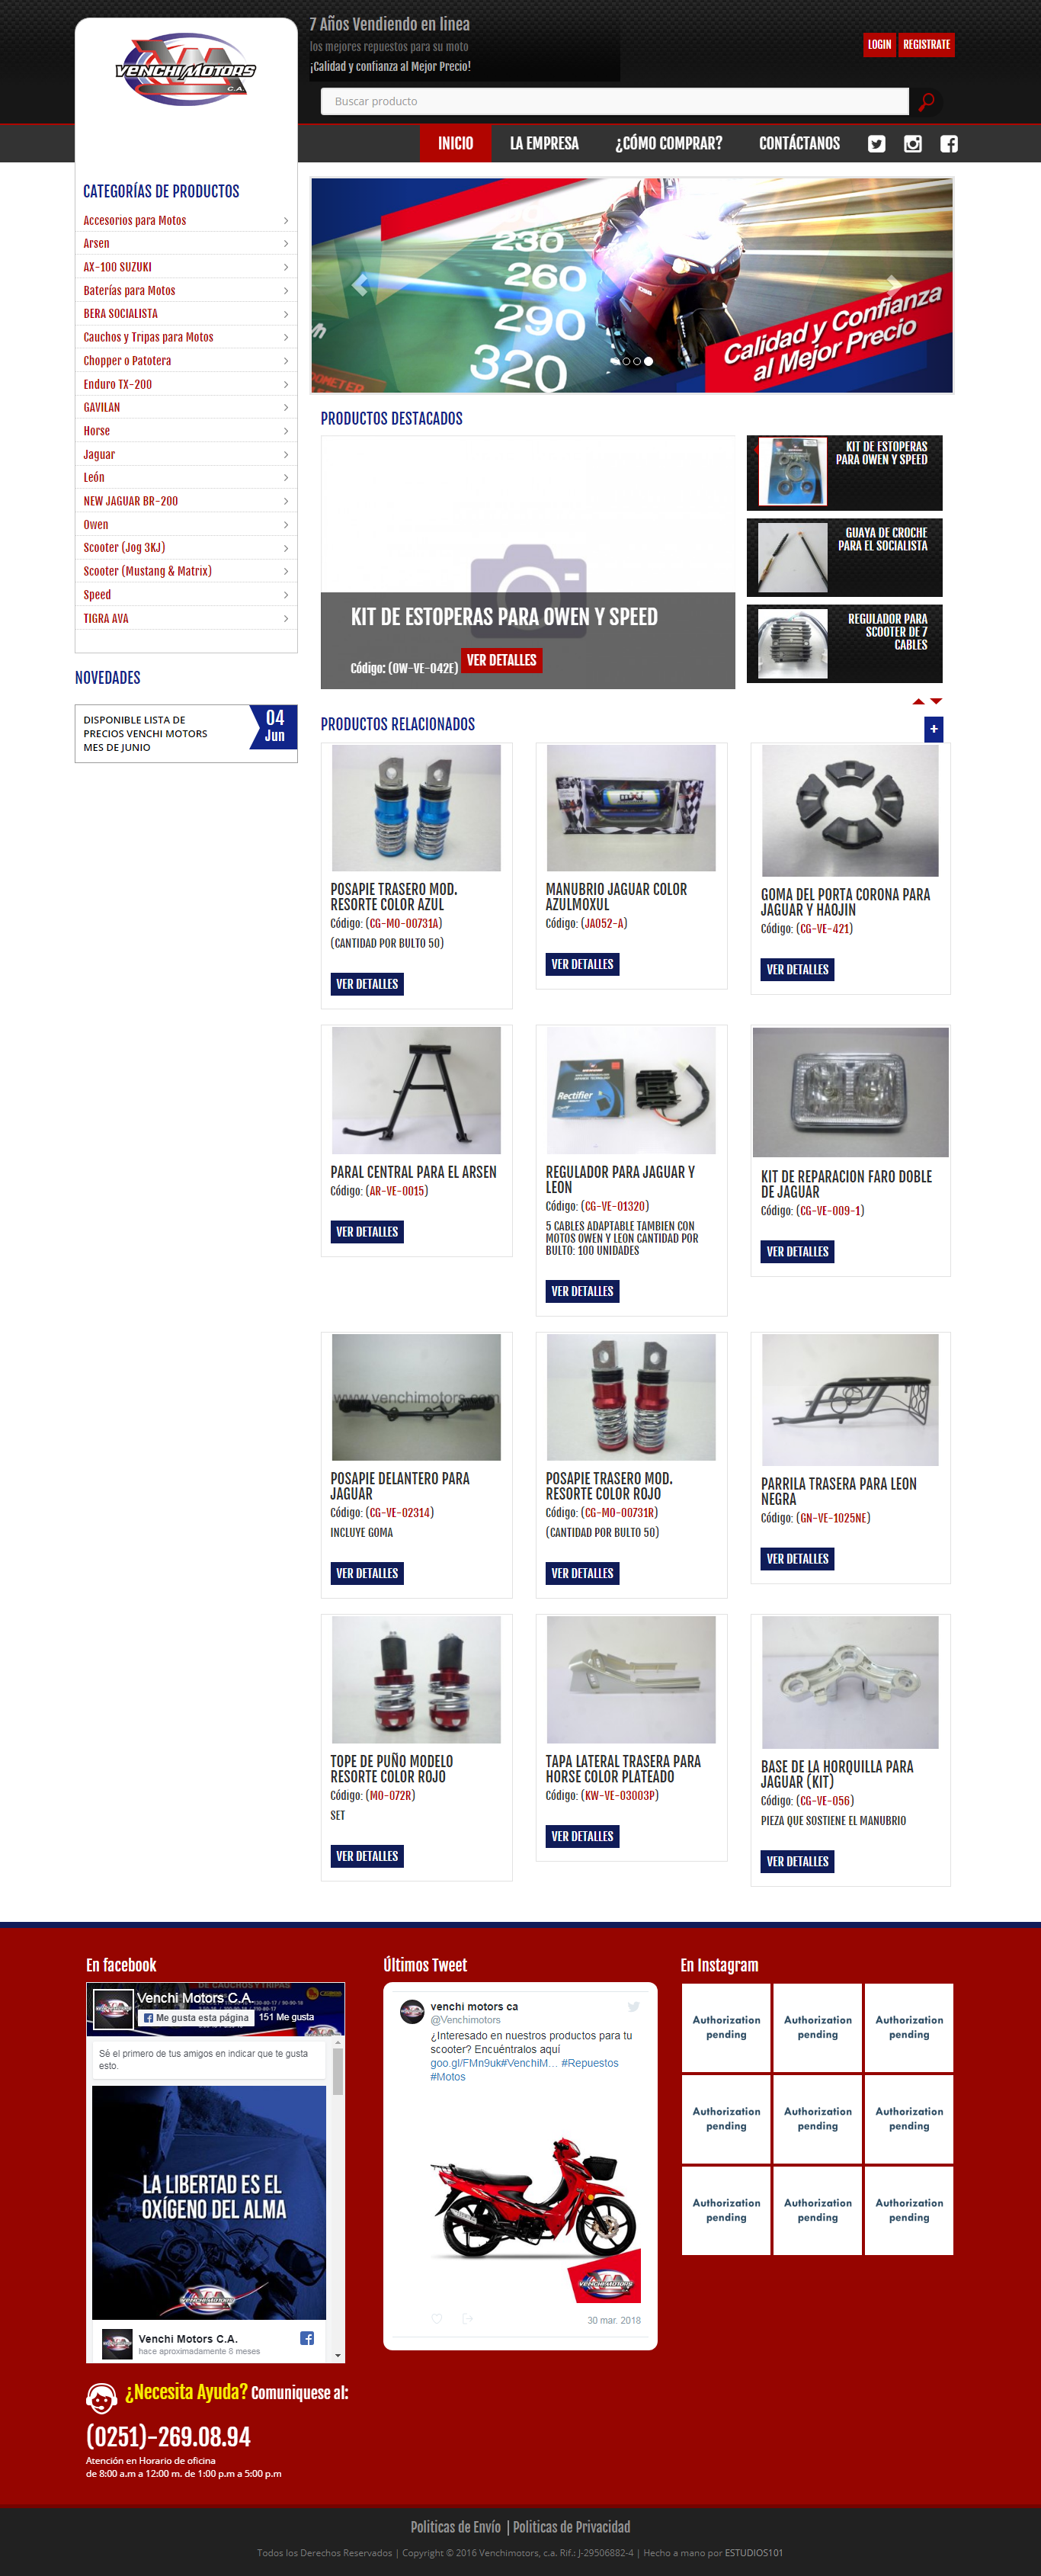 VENCHI MOTORS
C.A.
7 Años Vendiendo en linea
los mejores repuestos para su moto
¡Calidad y confianza al Mejor Precio!
LOGIN
REGISTRATE
Buscar producto
INICIO
LA EMPRESA
¿CÓMO COMPRAR?
CONTÁCTANOS
CATEGORÍAS DE PRODUCTOS
Accesorios para Motos
Arsen
AX-100 SUZUKI
Baterías para Motos
BERA SOCIALISTA
Cauchos y Tripas para Motos
Chopper o Patotera
Enduro TX-200
GAVILAN
Horse
Jaguar
León
NEW JAGUAR BR-200
Owen
Scooter (Jog 3KJ)
Scooter (Mustang & Matrix)
Speed
TIGRA AVA
NOVEDADES
DISPONIBLE LISTA DE
PRECIOS VENCHI MOTORS
MES DE JUNIO
04
Jun
230
260
290
320
Calidad y Confianza
al Mejor Precio
PRODUCTOS DESTACADOS
KIT DE ESTOPERAS PARA OWEN Y SPEED
Código: (OW-VE-042E)
VER DETALLES
KIT DE ESTOPERAS
PARA OWEN Y SPEED
GUAYA DE CROCHE
PARA EL SOCIALISTA
REGULADOR PARA
SCOOTER DE 7
CABLES
PRODUCTOS RELACIONADOS
+
POSAPIE TRASERO MOD.
RESORTE COLOR AZUL
Código: (CG-MO-00731A)
(CANTIDAD POR BULTO 50)
VER DETALLES
MANUBRIO JAGUAR COLOR
AZULMOXUL
Código: (JA052-A)
VER DETALLES
GOMA DEL PORTA CORONA PARA
JAGUAR Y HAOJIN
Código: (CG-VE-421)
VER DETALLES
PARAL CENTRAL PARA EL ARSEN
Código: (AR-VE-0015)
VER DETALLES
Rectifier
REGULADOR PARA JAGUAR Y
LEON
Código: (CG-VE-01320)
5 CABLES ADAPTABLE TAMBIEN CON
MOTOS OWEN Y LEON CANTIDAD POR
BULTO: 100 UNIDADES
VER DETALLES
KIT DE REPARACION FARO DOBLE
DE JAGUAR
Código: (CG-VE-009-1)
VER DETALLES
www.venchimotors.com
POSAPIE DELANTERO PARA
JAGUAR
Código: (CG-VE-02314)
INCLUYE GOMA
VER DETALLES
POSAPIE TRASERO MOD.
RESORTE COLOR ROJO
Código: (CG-MO-00731R)
(CANTIDAD POR BULTO 50)
VER DETALLES
PARRILA TRASERA PARA LEON
NEGRA
Código: (GN-VE-1025NE)
VER DETALLES
TOPE DE PUÑO MODELO
RESORTE COLOR ROJO
Código: (MO-072R)
SET
VER DETALLES
TAPA LATERAL TRASERA PARA
HORSE COLOR PLATEADO
Código: (KW-VE-03003P)
VER DETALLES
BASE DE LA HORQUILLA PARA
JAGUAR (KIT)
Código: (CG-VE-056)
PIEZA QUE SOSTIENE EL MANUBRIO
VER DETALLES
En facebook
Venchi Motors C.A.
Me gusta esta página
151 Me gusta
Sé el primero de tus amigos en indicar que te gusta
esto.
LA LIBERTAD ES EL
OXÍGENO DEL ALMA
VENCHI MOTORS
Venchi Motors C.A.
hace aproximadamente 8 meses
Últimos Tweet
venchi motors ca
@Venchimotors
¿Interesado en nuestros productos para tu
scooter? Encuéntralos aquí
goo.gl/FMn9uk#VenchiM... #Repuestos
#Motos
VENCHI MOTORS
30 mar. 2018
En Instagram
Authorization pending
Authorization pending
Authorization pending
Authorization pending
Authorization pending
Authorization pending
Authorization pending
Authorization pending
Authorization pending
¿Necesita Ayuda? Comuniquese al:
(0251)-269.08.94
Atención en Horario de oficina
de 8:00 a.m a 12:00 m. de 1:00 p.m a 5:00 p.m
Politicas de Envío | Politicas de Privacidad
Todos los Derechos Reservados | Copyright © 2016 Venchimotors, c.a. Rif.: J-29506882-4 | Hecho a mano por ESTUDIOS101